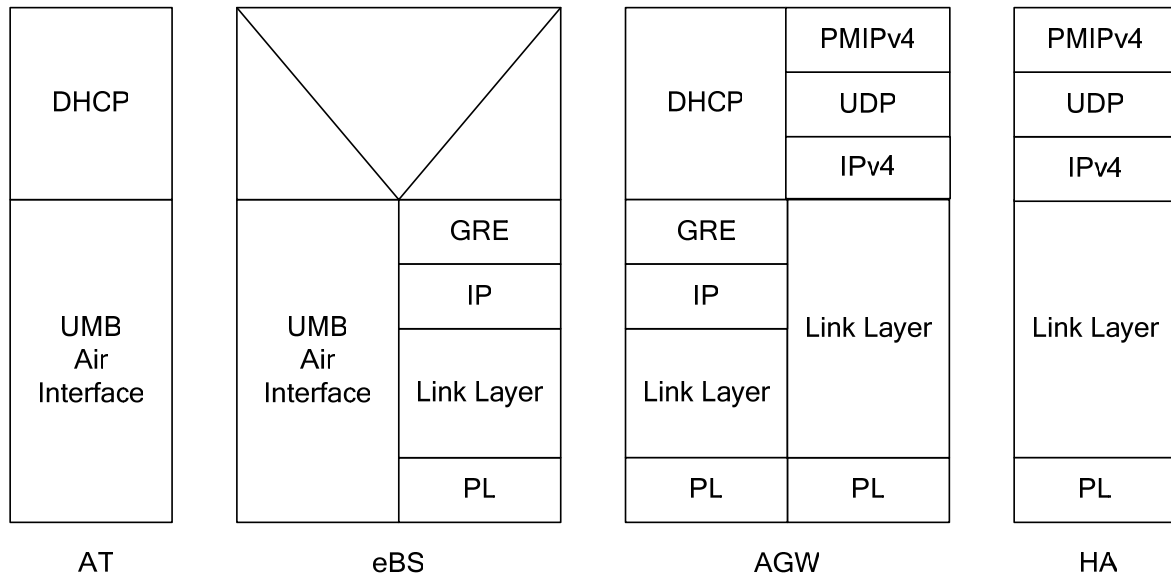 DHCP
UMB
Air
Interface
AT
UMB
Air
Interface
GRE
IP
Link Layer
PL
eBS
DHCP
GRE
IP
Link Layer
PL
PMIPv4
UDP
IPv4
Link Layer
PL
AGW
PMIPv4
UDP
IPv4
Link Layer
PL
HA